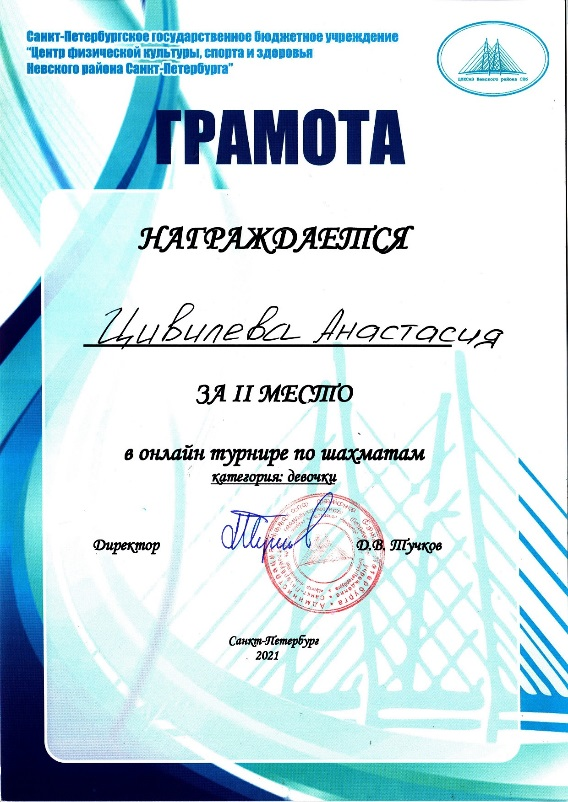 Санкт-Петербургское государственное бюджетное учреждение
"Центр физической культуры, спорта и здоровья
Невского района Санкт-Петербурга"
ЦФКСиЗ Невского района СПб
ГРАМОТА
НАГРАЖДАЕТСЯ
Цивилева Анастасия
ЗА II МЕСТО
в онлайн турнире по шахматам
категория: девочки
Директор
Д.В. Тучков
Санкт-Петербург
2021